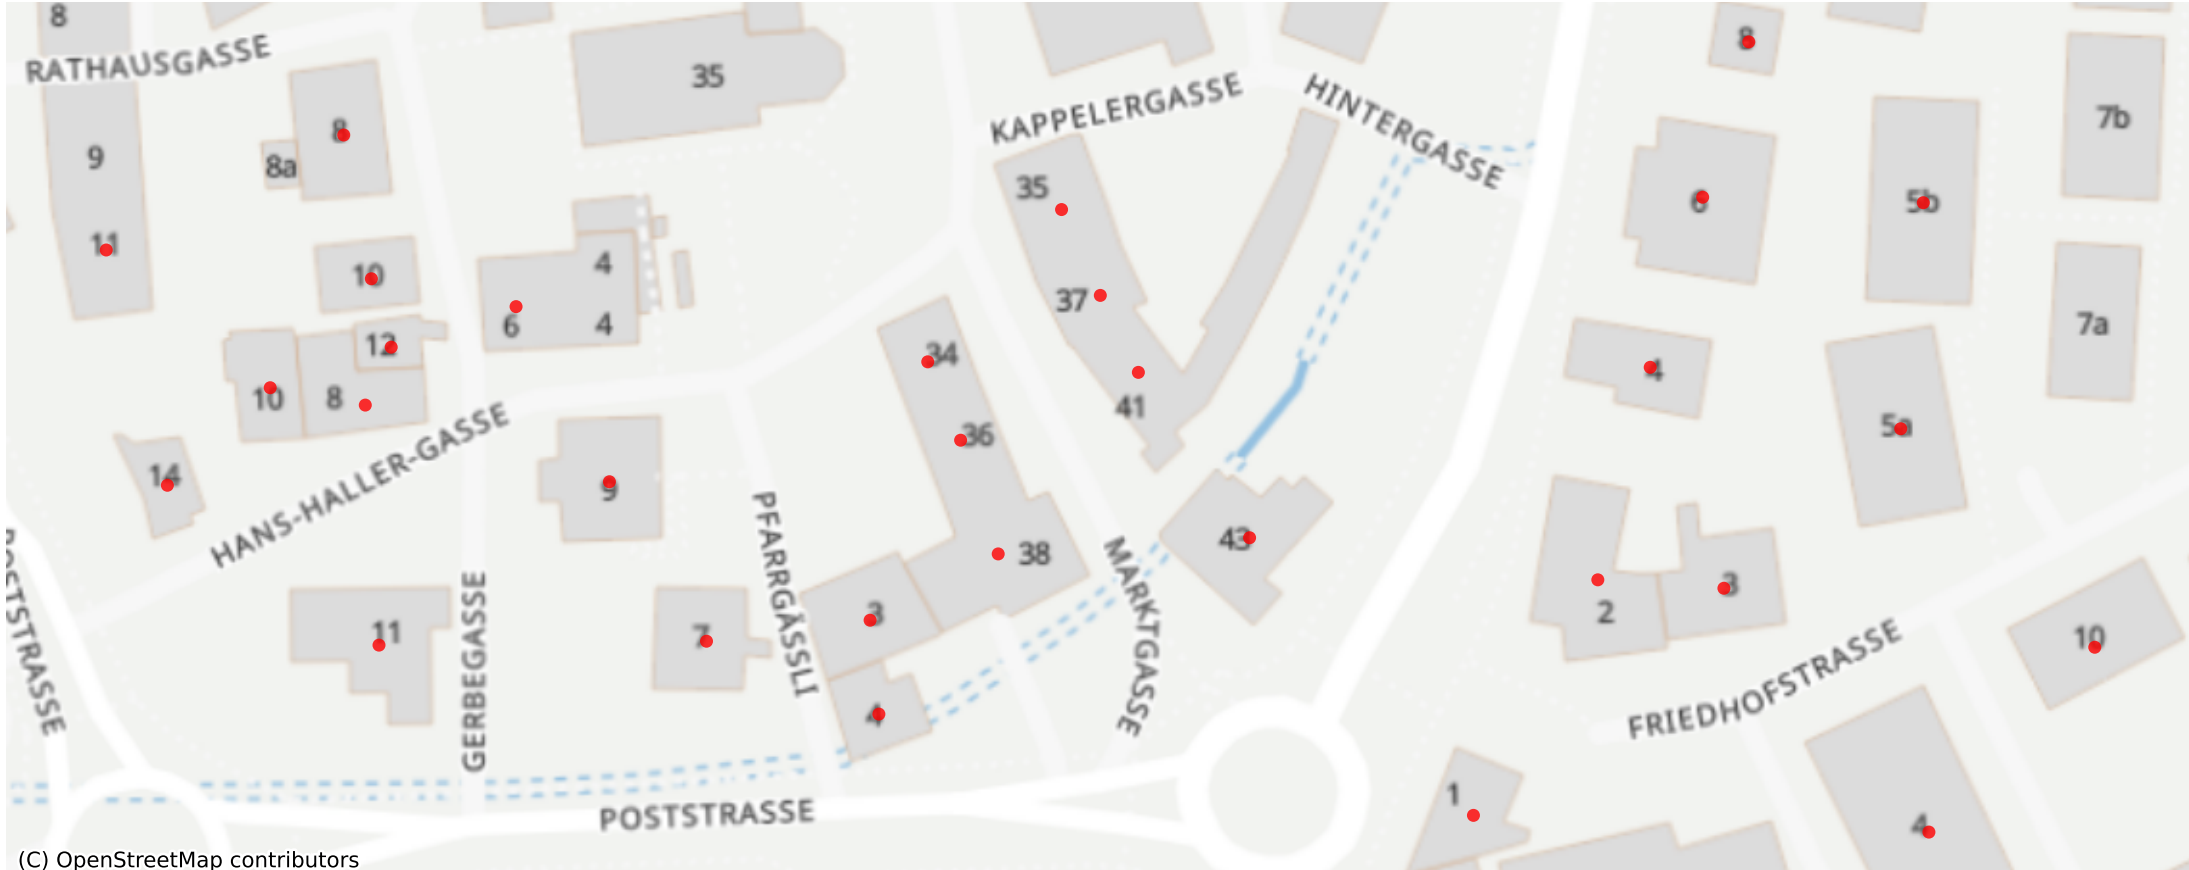 8
RATHAUSGASSE
9
11
8
8a
10
12
10
8
14
HANS-HALLER-GASSE
35
4
6
4
9
11
GERBEGASSE
7
PFARRGÄSSLI
3
4
34
36
38
KAPPELERGASSE
HINTERGASSE
35
37
41
43
MARKTGASSE
POSTSTRASSE
POSTSTRASSE
8
6
5b
7b
7a
4
5a
2
3
10
FRIEDHOFSTRASSE
1
4
(C) OpenStreetMap contributors